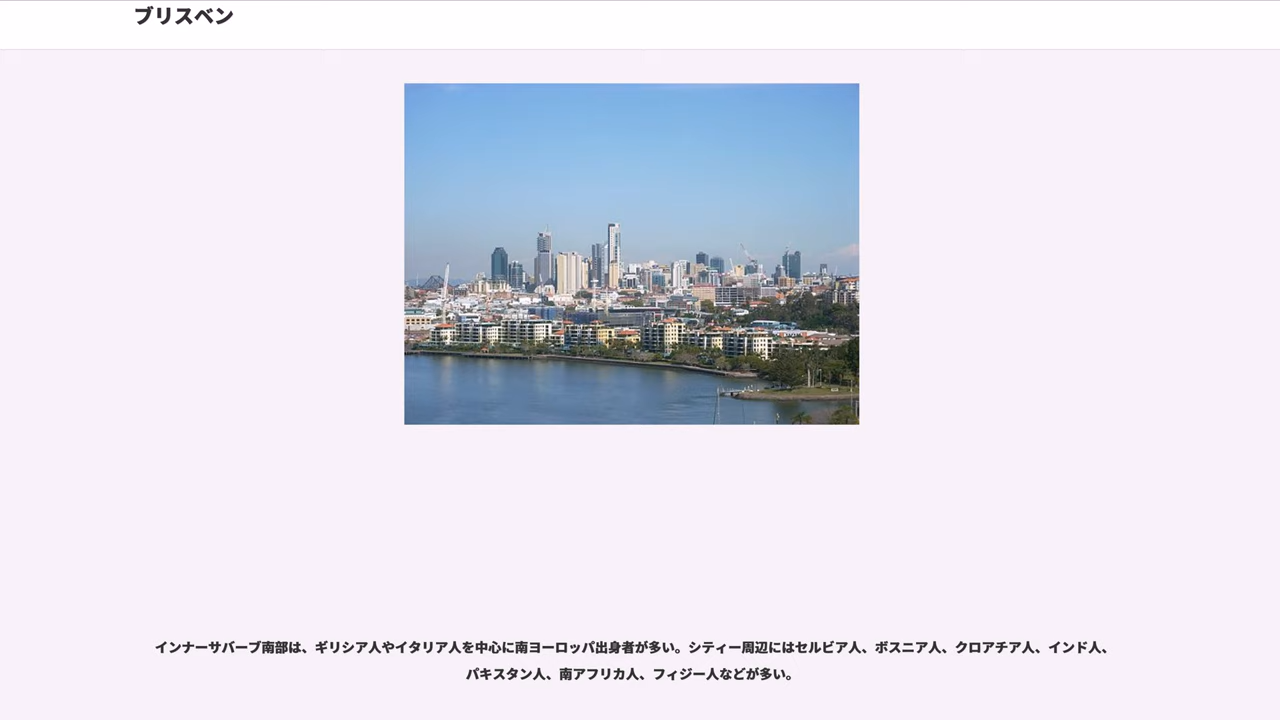 ブリスベン
インナーサバーブ南部は、ギリシア人やイタリア人を中心に南ヨーロッパ出身者が多い。シティー周辺にはセルビア人、ボスニア人、クロアチア人、インド人、
パキスタン人、南アフリカ人、フィジー人などが多い。